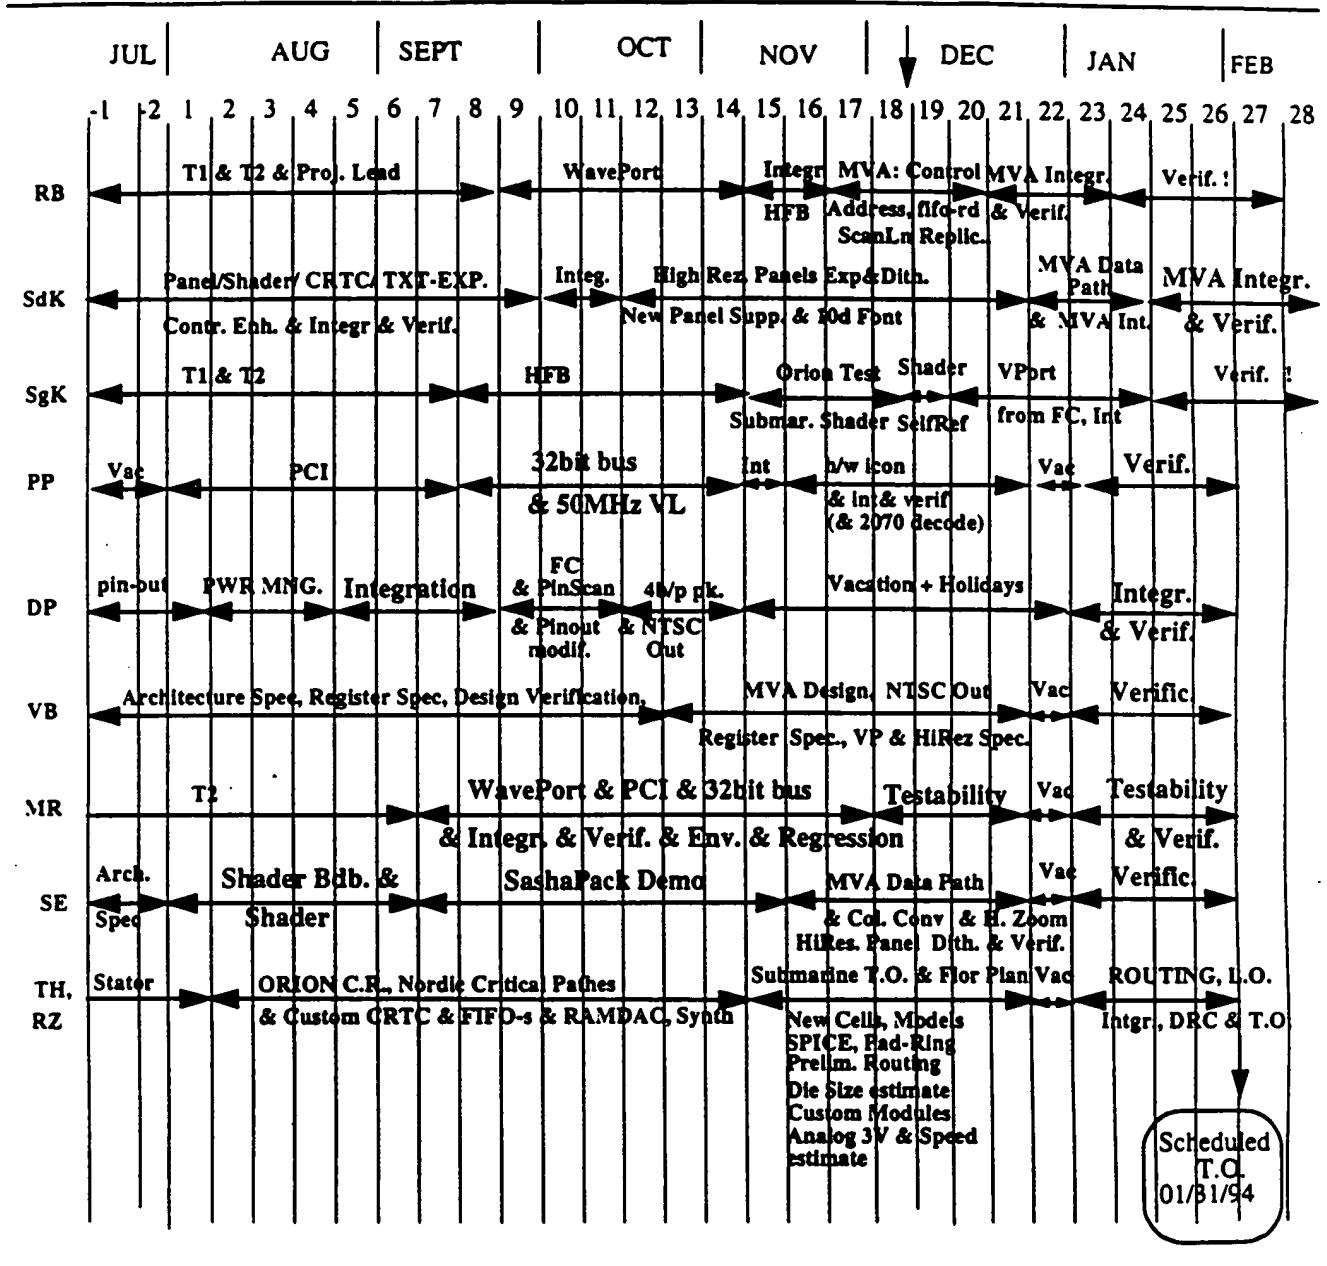 JUL AUG SEPT OCT NOV DEC JAN FEB
-1 -2 1 2 3 4 5 6 7 8 9 10 11 12 13 14 15 16 17 18 19 20 21 22 23 24 25 26 27 28
RB
T1 & T2 & Proj. Lead
WavePort
Integr
HFB
MVA: Control
Address, fifo-rd
ScanLn Replic.
MVA Integr.
& Verif.
Verif. !
SdK
Panel/Shader/ CRTC/ TXT-EXP.
Contr. Enh. & Integr & Verif.
Integ.
High Rez. Panels Exp&Dith.
New Panel Supp. & 10d Font
MVA Data
Path
& MVA Int.
MVA Integr.
& Verif.
SgK
T1 & T2
HFB
Orion Test
Submar. Shader
Shader
SelfRef
VPort
from FC, Int
Verif. !
PP
Vac
PCI
32bit bus
& 50MHz VL
Int
h/w icon
& int & verif
(& 2070 decode)
Vac
Verif.
DP
pin-out
PWR MNG.
Integration
FC
& PinScan
& Pinout
modif.
4b/p pk.
& NTSC
Out
Vacation + Holidays
Integr.
& Verif.
VB
Architecture Spec, Register Spec, Design Verification,
MVA Design, NTSC Out
Register Spec., VP & HiRez Spec.
Vac
Verific.
MR
T2
WavePort & PCI & 32bit bus
& Integr. & Verif. & Env. & Regression
Testability
Vac
Testability
& Verif.
SE
Arch.
Spec
Shader Bdb. &
Shader
SashaPack Demo
MVA Data Path
& Col. Conv & H. Zoom
HiRes. Panel Dith. & Verif.
Vac
Verific.
TH,
RZ
Stator
ORION C.R., Nordic Critical Pathes
& Custom CRTC & FIFO-s & RAMDAC, Synth
Submarine T.O. & Flor Plan
New Cells, Models
SPICE, Pad-Ring
Prelim. Routing
Die Size estimate
Custom Modules
Analog 3V & Speed
estimate
Vac
ROUTING, L.O.
Intgr., DRC & T.O
Scheduled
T.O.
01/31/94